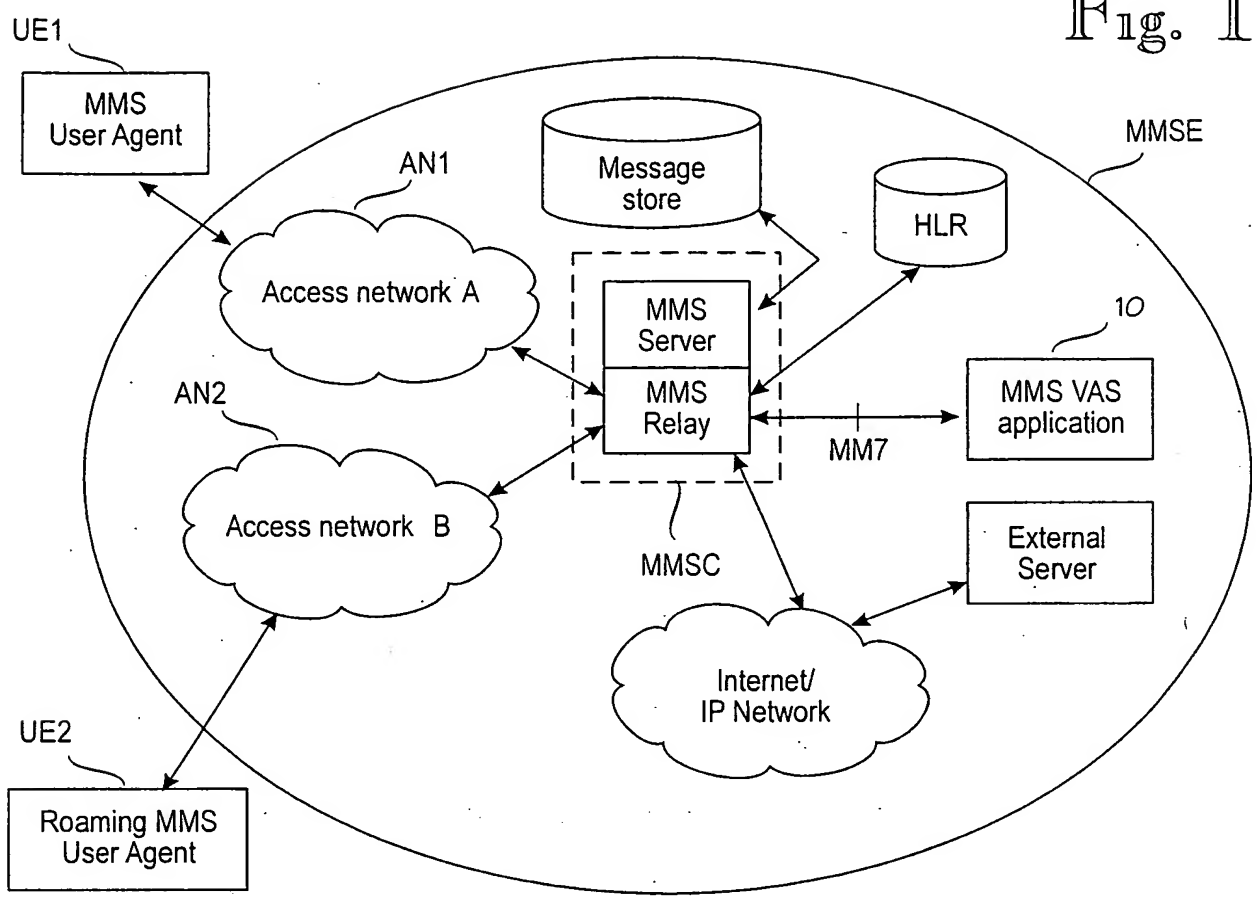 Fig. 1
UE1
MMS
User Agent
AN1
Access network A
Message
store
HLR
MMSE
MMS
Server
MMS
Relay
MM7
10
MMS VAS
application
AN2
Access network B
MMSC
External
Server
Internet/
IP Network
UE2
Roaming MMS
User Agent